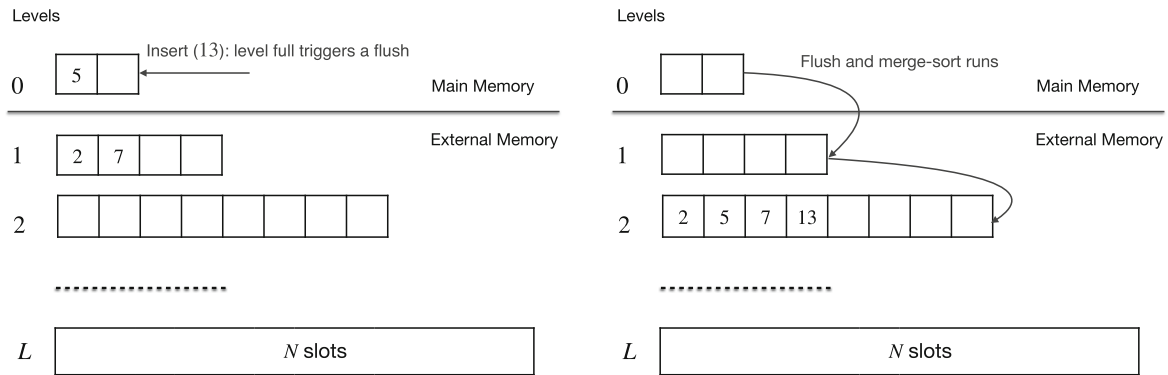 Levels
Insert (13): level full triggers a flush
5
0
Main Memory
External Memory
1
2 7
2
L
N slots
Levels
Flush and merge-sort runs
0
Main Memory
External Memory
1
2
2 5 7 13
L
N slots